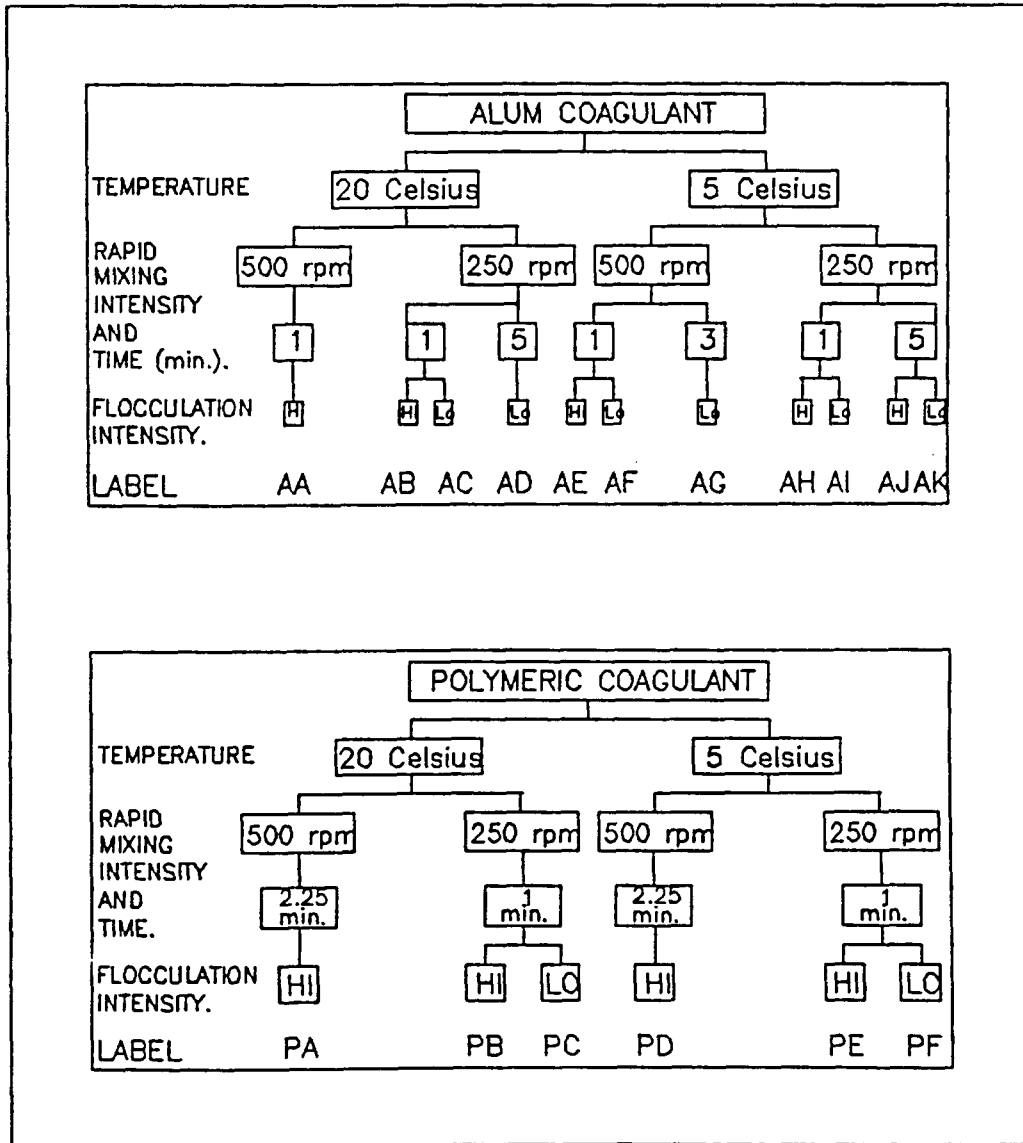 ALUM COAGULANT
TEMPERATURE
20 Celsius 5 Celsius
RAPID
MIXING
INTENSITY
AND
TIME (min.).
500 rpm 250 rpm 500 rpm 250 rpm
1 1 5 1 3 1 5
FLOCCULATION
INTENSITY.
H HI Lo Lo HI Lo Lo H Lo H Lo
LABEL AA AB AC AD AE AF AG AH AI AJ AK
POLYMERIC COAGULANT
TEMPERATURE
20 Celsius 5 Celsius
RAPID
MIXING
INTENSITY
AND
TIME.
500 rpm 250 rpm 500 rpm 250 rpm
2.25 min. 1 min. 2.25 min. 1 min.
FLOCCULATION
INTENSITY.
HI HI LO HI HI LO
LABEL PA PB PC PD PE PF